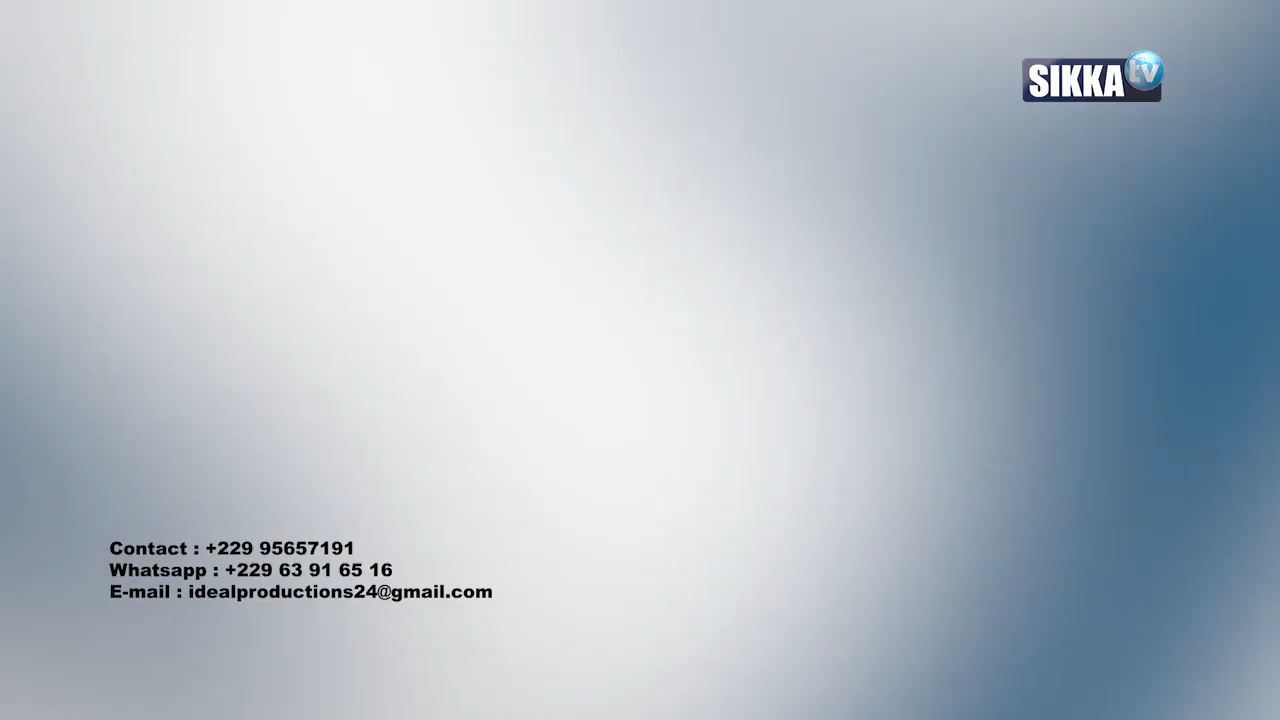 SIKKA tv
Contact : +229 95657191
Whatsapp : +229 63 91 65 16
E-mail : idealproductions24@gmail.com